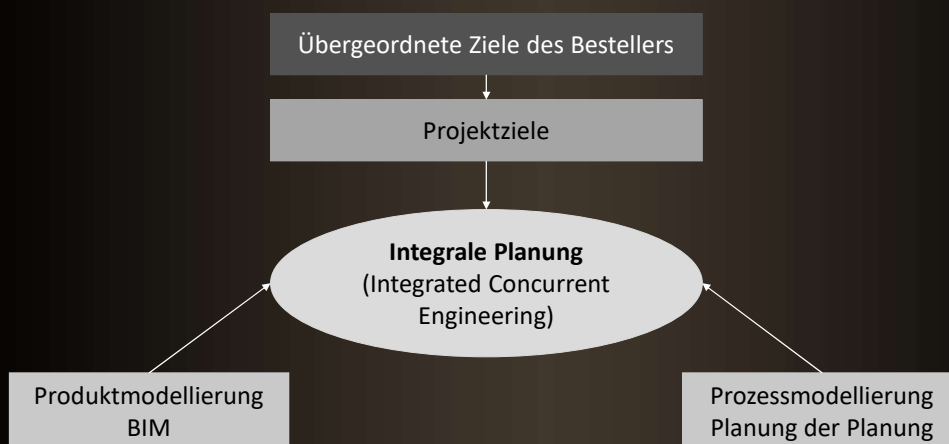 Übergeordnete Ziele des Bestellers
Projektziele
Integrale Planung
(Integrated Concurrent
Engineering)
Produktmodellierung
BIM
Prozessmodellierung
Planung der Planung